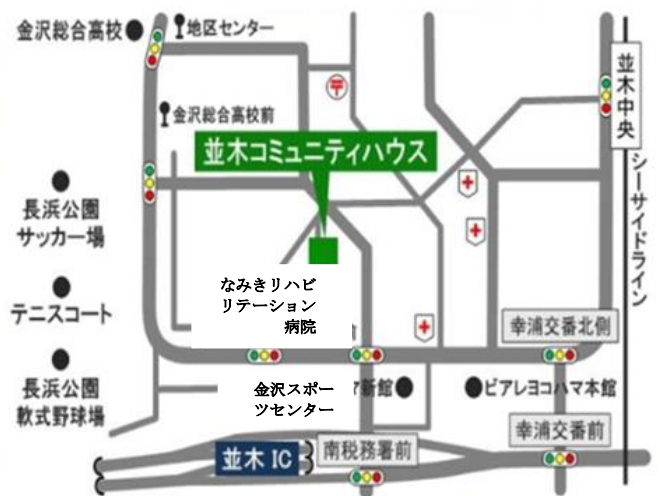 金沢総合高校
地区センター
金沢総合高校前
並木コミュニティハウス
並木中央
シーサイドライン
長浜公園
サッカー場
なみきリハビ
リテーション
病院
テニスコート
幸浦交番北側
長浜公園
軟式野球場
金沢スポー
ツセンター
新館
ビアレヨコハマ本館
幸浦交番前
並木 IC
南税務署前